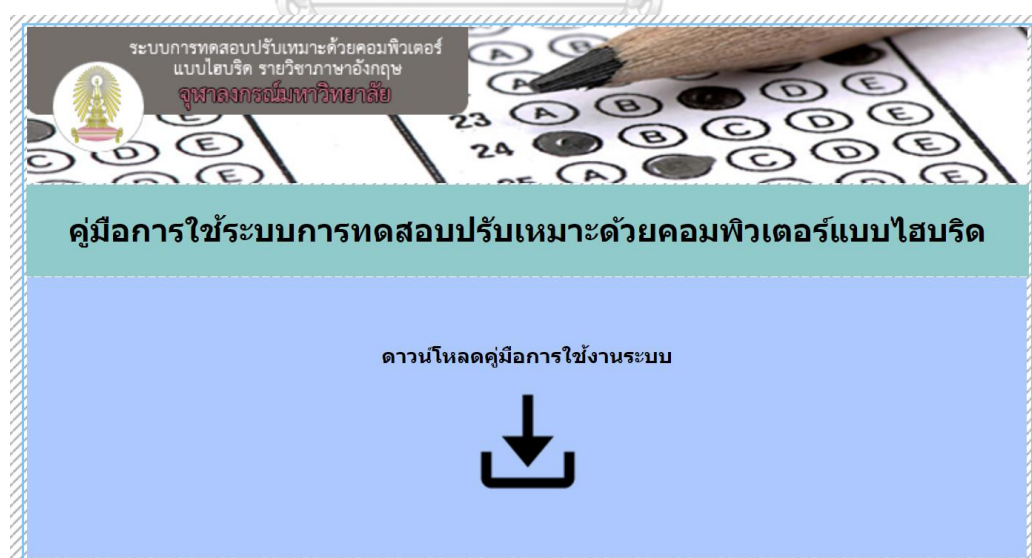 ระบบการทดสอบปรับเหมาะด้วยคอมพิวเตอร์
แบบไฮบริด รายวิชาภาษาอังกฤษ
จุฬาลงกรณ์มหาวิทยาลัย
A B
23 A B C D E
24 B C D E
25 A C D E
C D E
E
คู่มือการใช้ระบบการทดสอบปรับเหมาะด้วยคอมพิวเตอร์แบบไฮบริด
ดาวน์โหลดคู่มือการใช้งานระบบ